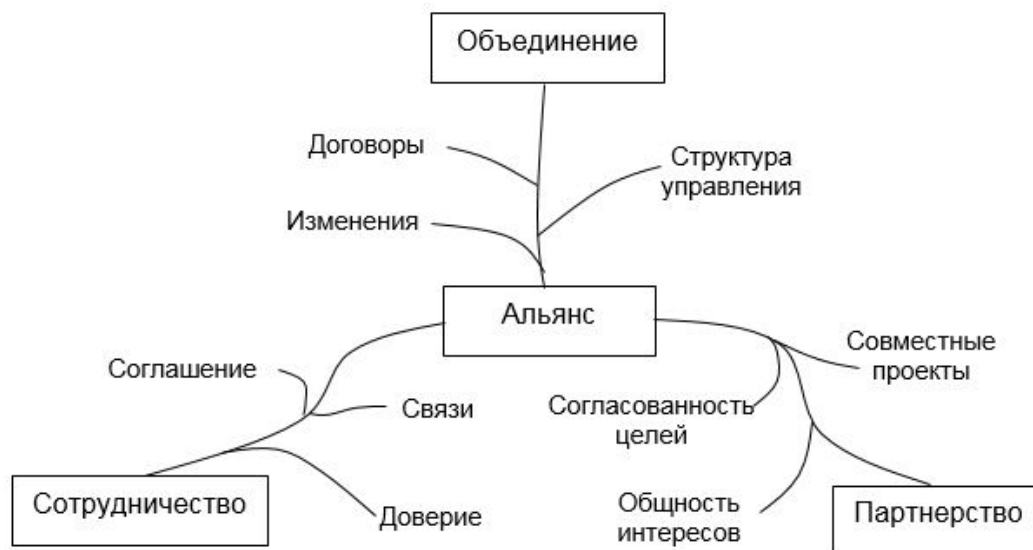 Объединение
Договоры
Структура
управления
Изменения
Альянс
Совместные
проекты
Соглашение
Связи
Согласованность
целей
Сотрудничество
Доверие
Общность
интересов
Партнерство